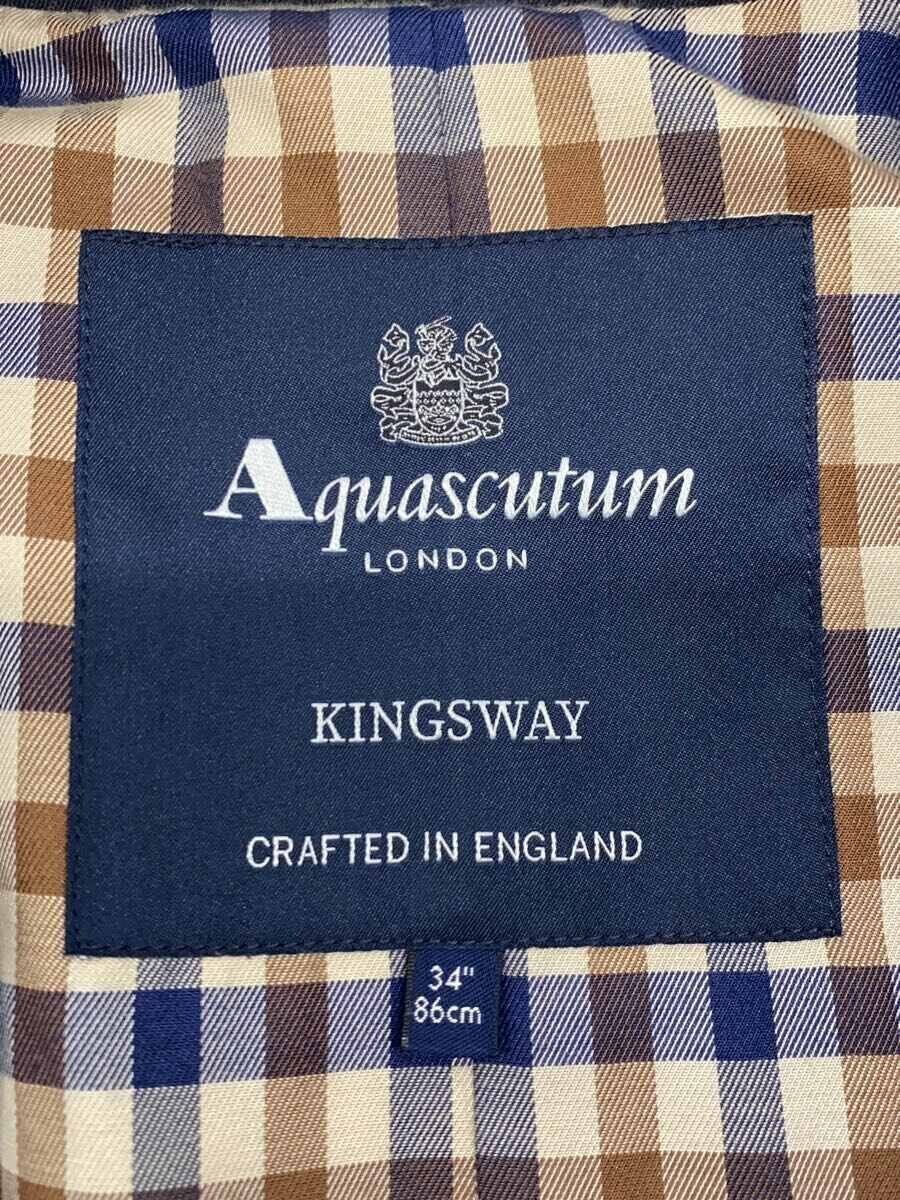 Aquascutum
LONDON
KINGSWAY
CRAFTED IN ENGLAND
34"
86cm